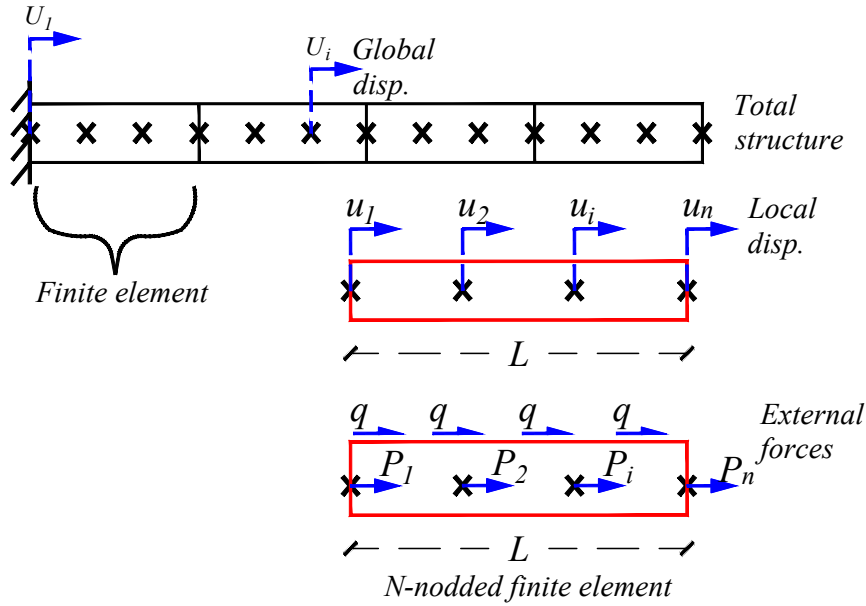 U1
Ui
Global
disp.
Total
structure
u1 u2 ui un
Local
disp.
Finite element
L
q q q q
External
forces
P1 P2 Pi Pn
L
N-nodded finite element